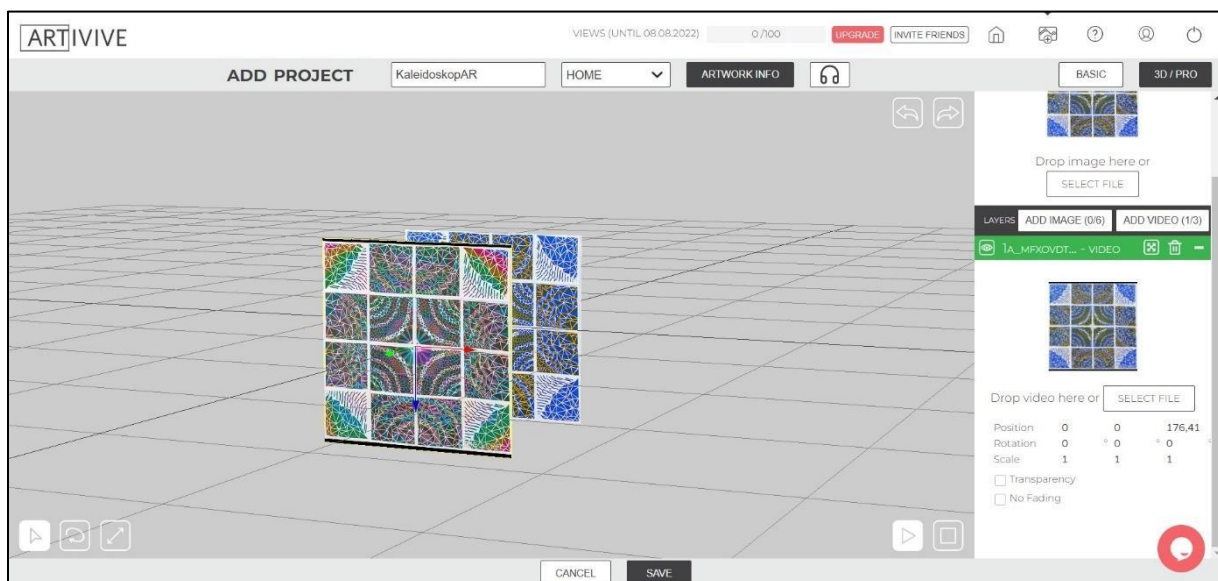 ARTIVIVE
VIEWS (UNTIL 08.08.2022) 0 /100 UPGRADE INVITE FRIENDS
ADD PROJECT KaleidoskopAR HOME ARTWORK INFO BASIC 3D / PRO
Drop image here or
SELECT FILE
LAYERS ADD IMAGE (0/6) ADD VIDEO (1/3)
1A_MFXOVDT... - VIDEO
Drop video here or SELECT FILE
Position 0 0 176,41
Rotation 0 ° 0 ° 0 °
Scale 1 1 1
Transparency
No Fading
CANCEL SAVE